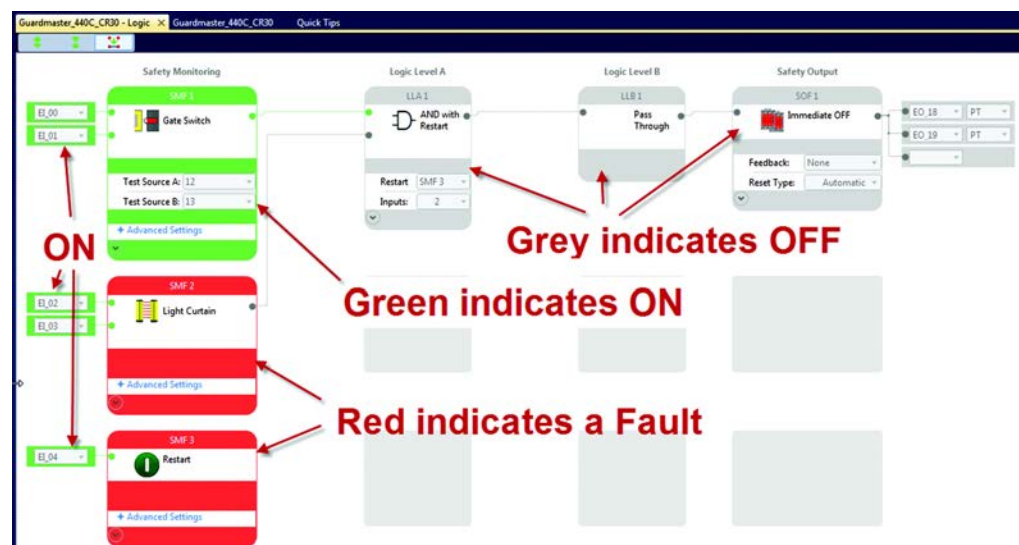 Guardmaster_440C_CR30 - Logic × Guardmaster_440C_CR30 Quick Tips
Safety Monitoring Logic Level A Logic Level B Safety Output
SMF 1 LLA 1 LLB 1 SOF 1
EI_00
EI_01
Gate Switch
AND with
Restart
Pass
Through
Immediate OFF
EO_18 PT
EO_19 PT
Test Source A: 12
Test Source B: 13
+ Advanced Settings
Restart SMF 3
Inputs: 2
Feedback: None
Reset Type: Automatic
ON
Grey indicates OFF
Green indicates ON
SMF 2
EI_02
EI_03
Light Curtain
+ Advanced Settings
Red indicates a Fault
SMF 3
EI_04
Restart
+ Advanced Settings